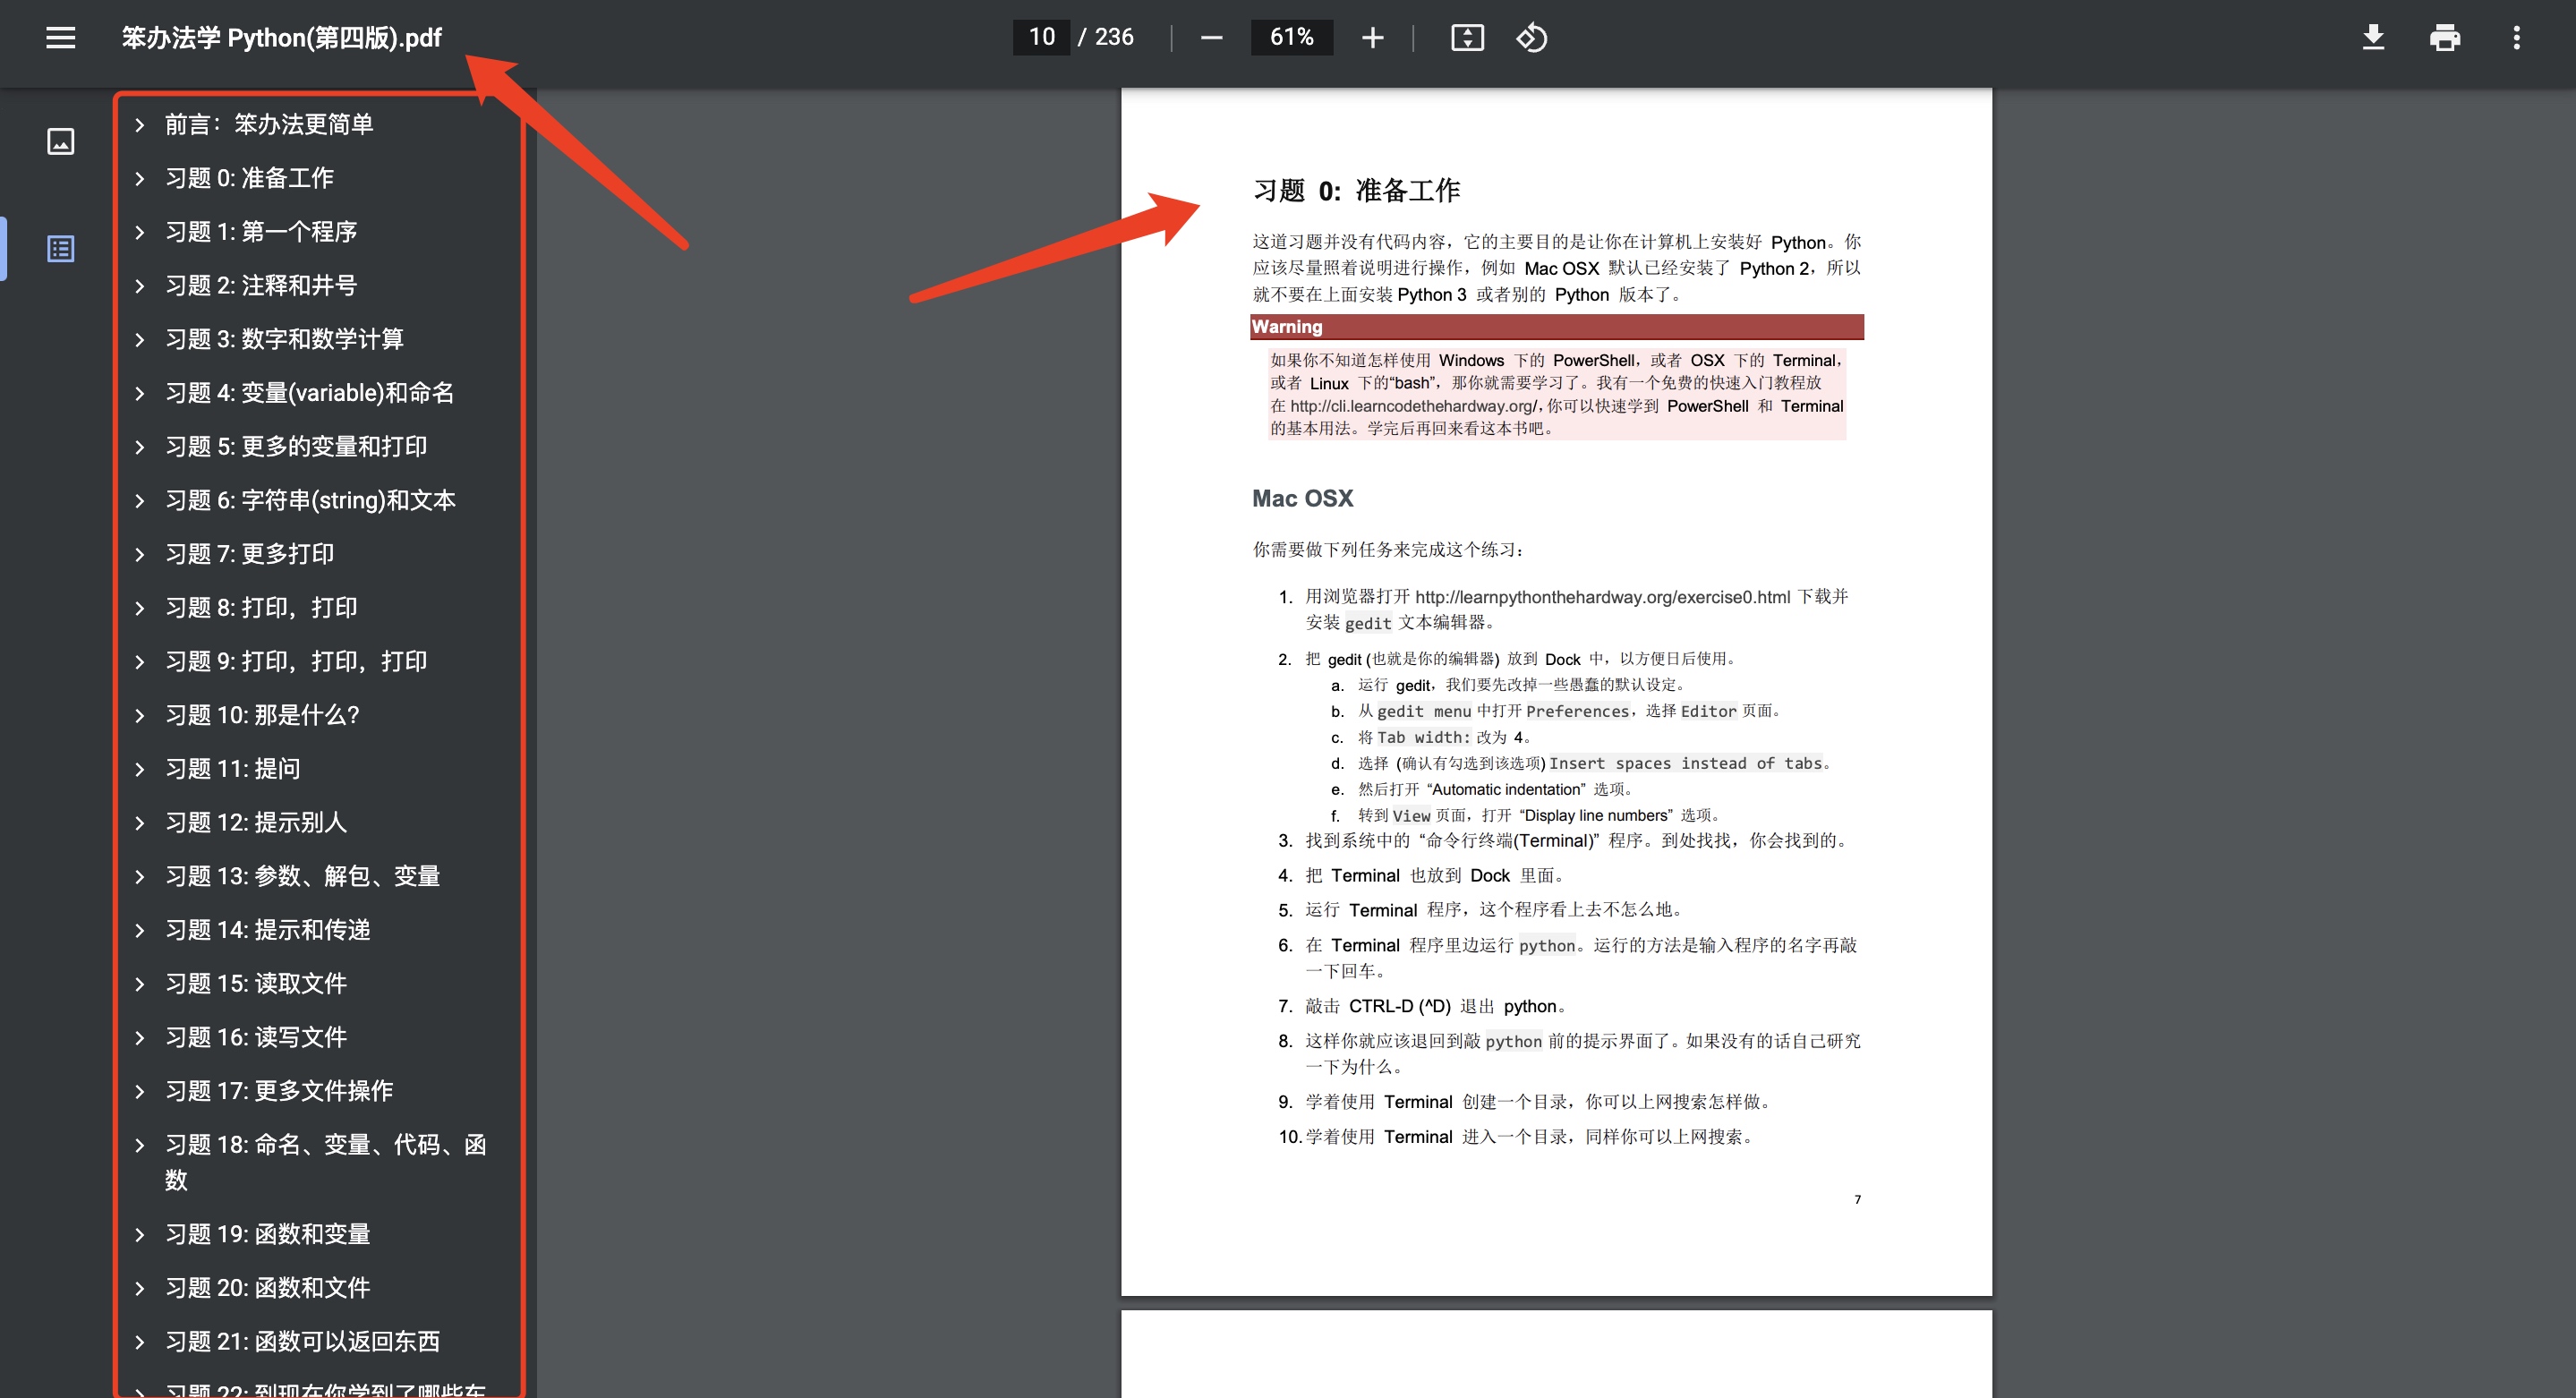 笨办法学 Python(第四版).pdf
10 / 236
61%
前言：笨办法更简单
习题 0: 准备工作
习题 1: 第一个程序
习题 2: 注释和井号
习题 3: 数字和数学计算
习题 4: 变量(variable)和命名
习题 5: 更多的变量和打印
习题 6: 字符串(string)和文本
习题 7: 更多打印
习题 8: 打印，打印
习题 9: 打印，打印，打印
习题 10: 那是什么?
习题 11: 提问
习题 12: 提示别人
习题 13: 参数、解包、变量
习题 14: 提示和传递
习题 15: 读取文件
习题 16: 读写文件
习题 17: 更多文件操作
习题 18: 命名、变量、代码、函
数
习题 19: 函数和变量
习题 20: 函数和文件
习题 21: 函数可以返回东西
习题 22: 到现在你学到了哪些东
习题 0: 准备工作
这道习题并没有代码内容，它的主要目的是让你在计算机上安装好 Python。你
应该尽量照着说明进行操作，例如 Mac OSX 默认已经安装了 Python 2，所以
就不要在上面安装 Python 3 或者别的 Python 版本了。
Warning
如果你不知道怎样使用 Windows 下的 PowerShell，或者 OSX 下的 Terminal，
或者 Linux 下的“bash”，那你就需要学习了。我有一个免费的快速入门教程放
在 http://cli.learncodethehardway.org/，你可以快速学到 PowerShell 和 Terminal
的基本用法。学完后再回来看这本书吧。
Mac OSX
你需要做下列任务来完成这个练习：
1. 用浏览器打开 http://learnpythonthehardway.org/exercise0.html 下载并
安装 gedit 文本编辑器。
2. 把 gedit (也就是你的编辑器) 放到 Dock 中，以方便日后使用。
a. 运行 gedit，我们要先改掉一些愚蠢的默认设定。
b. 从 gedit menu 中打开 Preferences，选择 Editor 页面。
c. 将 Tab width: 改为 4。
d. 选择 (确认有勾选到该选项) Insert spaces instead of tabs。
e. 然后打开 “Automatic indentation” 选项。
f. 转到 View 页面，打开 “Display line numbers” 选项。
3. 找到系统中的 “命令行终端(Terminal)” 程序。到处找找，你会找到的。
4. 把 Terminal 也放到 Dock 里面。
5. 运行 Terminal 程序，这个程序看上去不怎么地。
6. 在 Terminal 程序里边运行 python。运行的方法是输入程序的名字再敲
一下回车。
7. 敲击 CTRL-D (^D) 退出 python。
8. 这样你就应该退回到敲 python 前的提示界面了。如果没有的话自己研究
一下为什么。
9. 学着使用 Terminal 创建一个目录，你可以上网搜索怎样做。
10. 学着使用 Terminal 进入一个目录，同样你可以上网搜索。
7